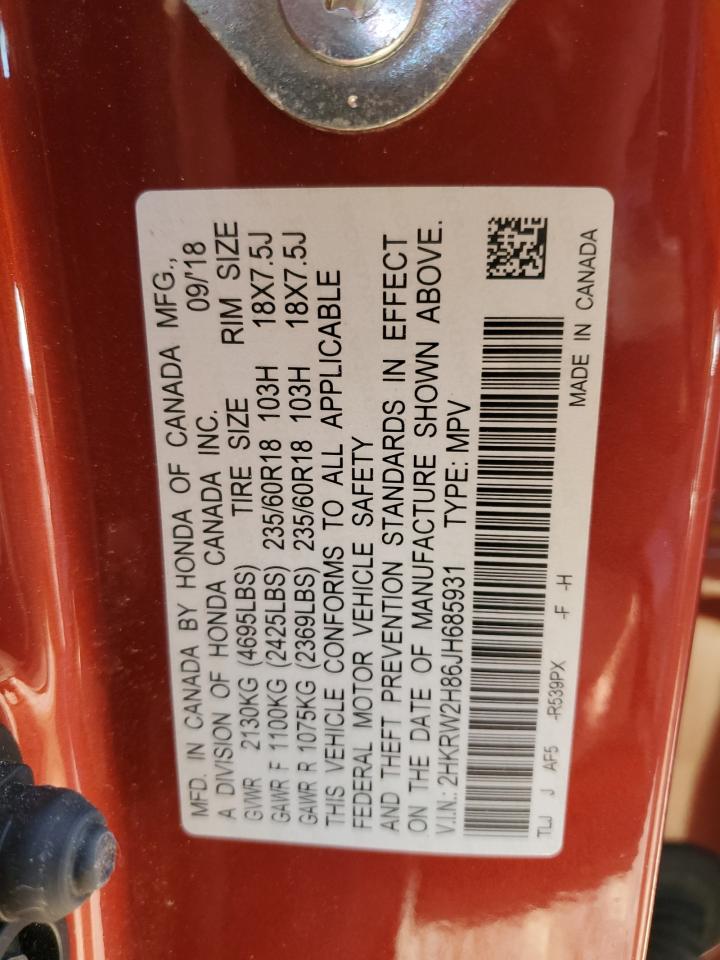 MFD. IN CANADA BY HONDA OF CANADA MFG.,
A DIVISION OF HONDA CANADA INC. 09/'18
GVWR 2130KG (4695LBS) TIRE SIZE RIM SIZE
GAWR F 1100KG (2425LBS) 235/60R18 103H 18X7.5J
GAWR R 1075KG (2369LBS) 235/60R18 103H 18X7.5J
THIS VEHICLE CONFORMS TO ALL APPLICABLE
FEDERAL MOTOR VEHICLE SAFETY
AND THEFT PREVENTION STANDARDS IN EFFECT
ON THE DATE OF MANUFACTURE SHOWN ABOVE.
V.I.N.: 2HKRW2H86JH685931 TYPE: MPV
TLJ J AF5 -R539PX -F -H
MADE IN CANADA